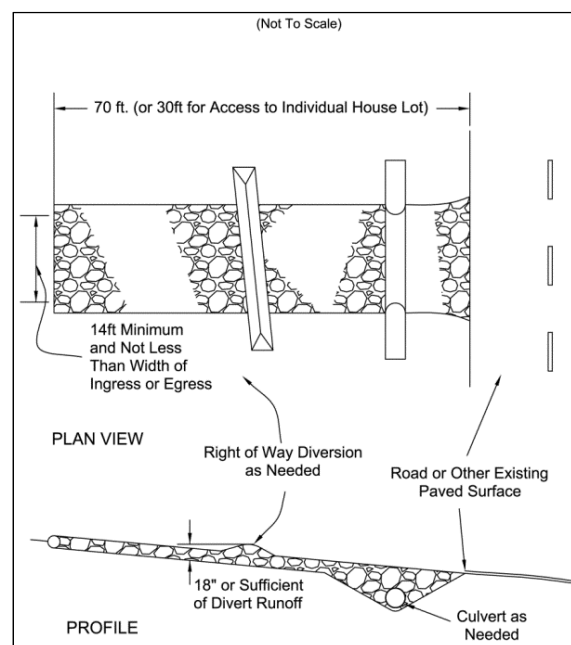 (Not To Scale)
70 ft. (or 30ft for Access to Individual House Lot)
14ft Minimum
and Not Less
Than Width of
Ingress or Egress
PLAN VIEW
Right of Way Diversion
as Needed
Road or Other Existing
Paved Surface
18" or Sufficient
of Divert Runoff
Culvert as
Needed
PROFILE